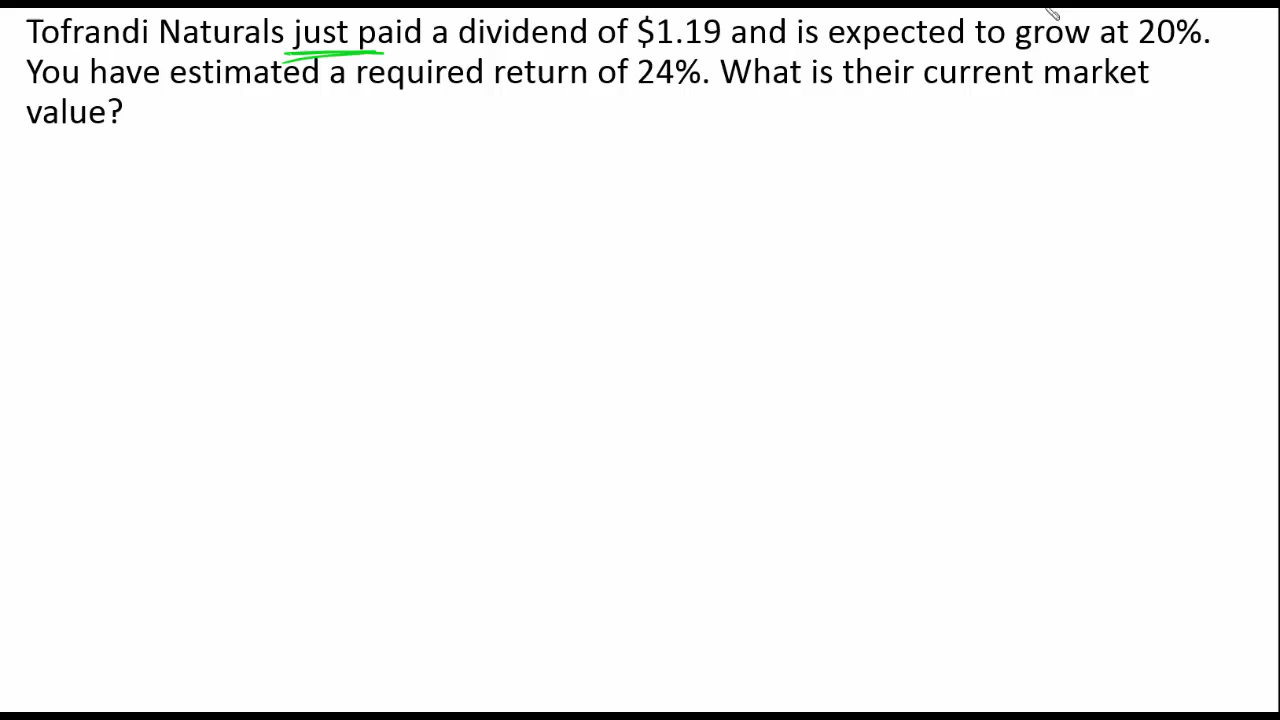 Tofrandi Naturals just paid a dividend of $1.19 and is expected to grow at 20%.
You have estimated a required return of 24%. What is their current market
value?